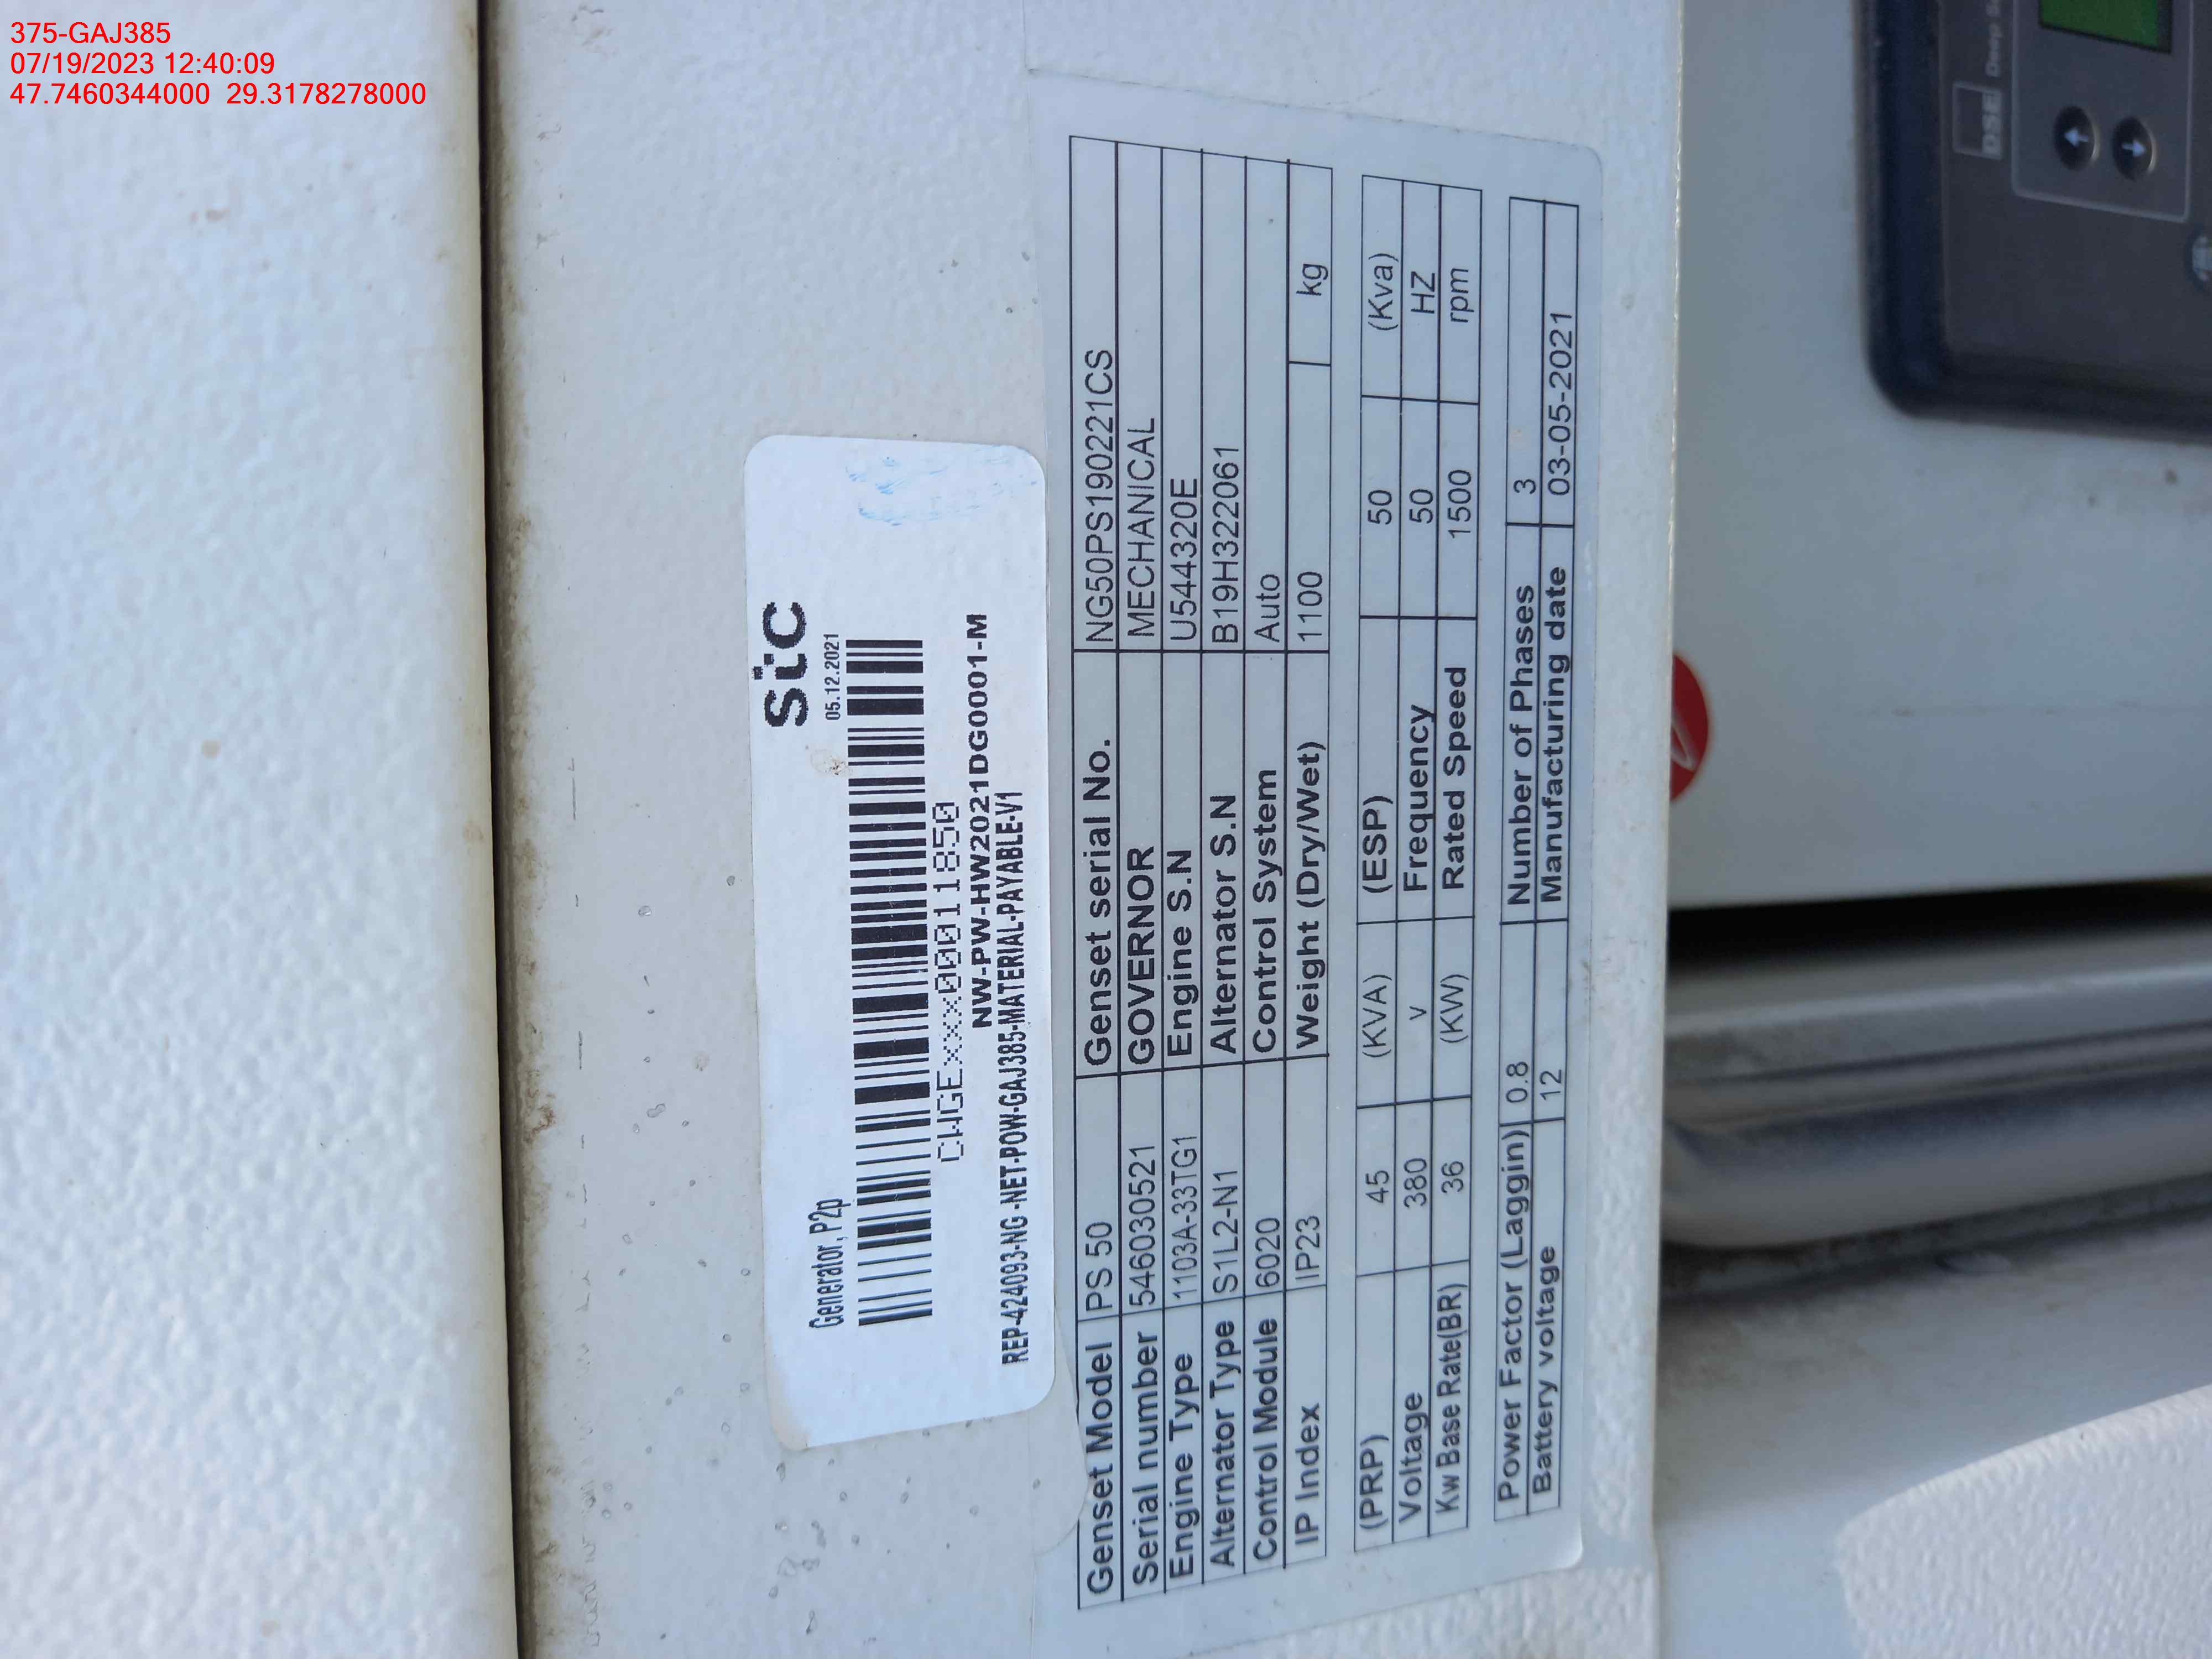 375-GAJ385
07/19/2023 12:40:09
47.7460344000 29.3178278000
stc
Generator, P2p 05.12.2021
CWGExxx00011850
NW-PW-HW2021DG0001-M
REP-424093-NG-NET-POW-GAJ385-MATERIAL-PAYABLE-V1
Genset Model PS 50 Genset serial No. NG50PS190221CS
Serial number 546030521 GOVERNOR MECHANICAL
Engine Type 1103A-33TG1 Engine S.N U544320E
Alternator Type S1L2-N1 Alternator S.N B19H322061
Control Module 6020 Control System Auto
IP Index IP23 Weight (Dry/Wet) 1100 kg
(PRP) 45 (KVA) (ESP) 50 (Kva)
Voltage 380 v Frequency 50 HZ
Kw Base Rate(BR) 36 (KW) Rated Speed 1500 rpm
Power Factor (Laggin) 0.8 Number of Phases 3
Battery voltage 12 Manufacturing date 03-05-2021
DSE Deep